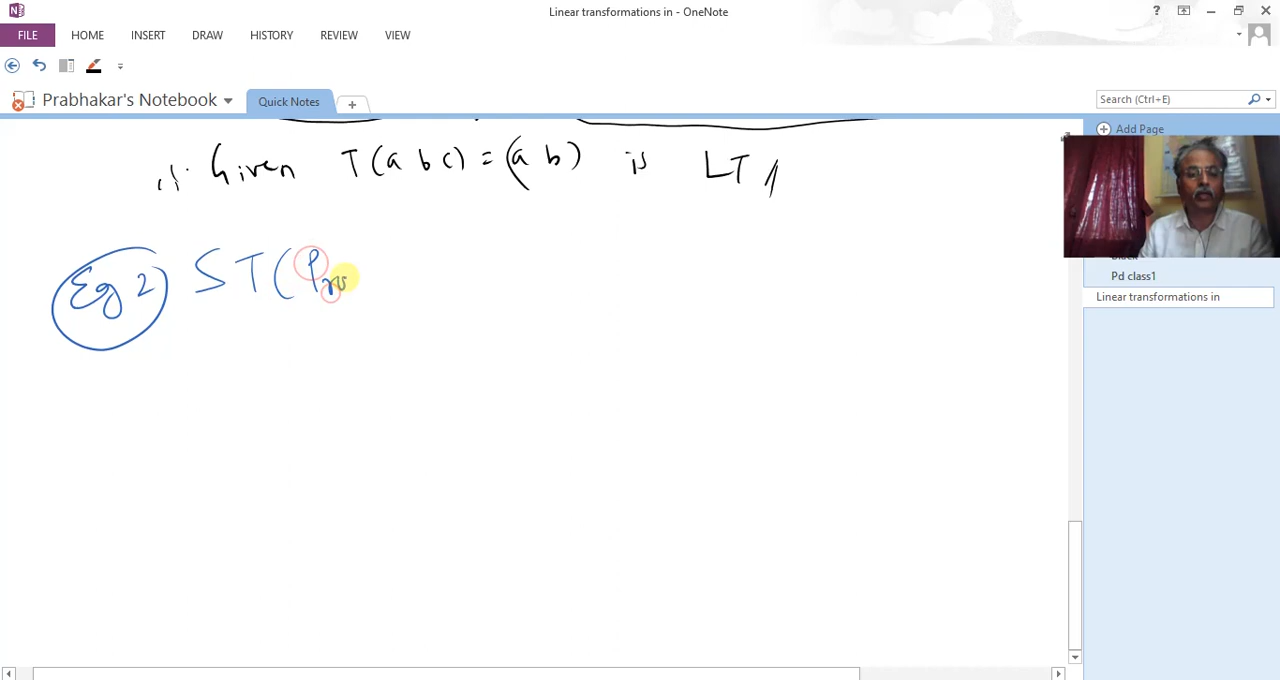 Linear transformations in - OneNote
?
FILE HOME INSERT DRAW HISTORY REVIEW VIEW
Prabhakar's Notebook Quick Notes +
Search (Ctrl+E)
Add Page
∴ Given T(a b c) = (a b) is LT //
Pd class1
Linear transformations in
Eg 2) ST (Pro